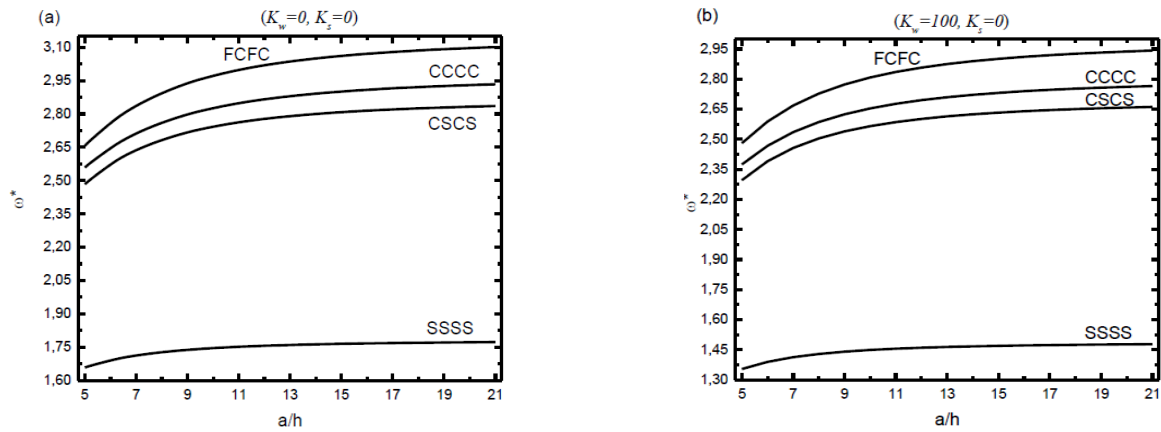 (a)
(K_w=0, K_s=0)
3,10
2,95
2,80
2,65
2,50
2,35
2,20
2,05
1,90
1,75
1,60
ω*
FCFC
CCCC
CSCS
SSSS
5 7 9 11 13 15 17 19 21
a/h
(b)
(K_w=100, K_s=0)
2,95
2,80
2,65
2,50
2,35
2,20
2,05
1,90
1,75
1,60
1,45
1,30
ω*
FCFC
CCCC
CSCS
SSSS
5 7 9 11 13 15 17 19 21
a/h